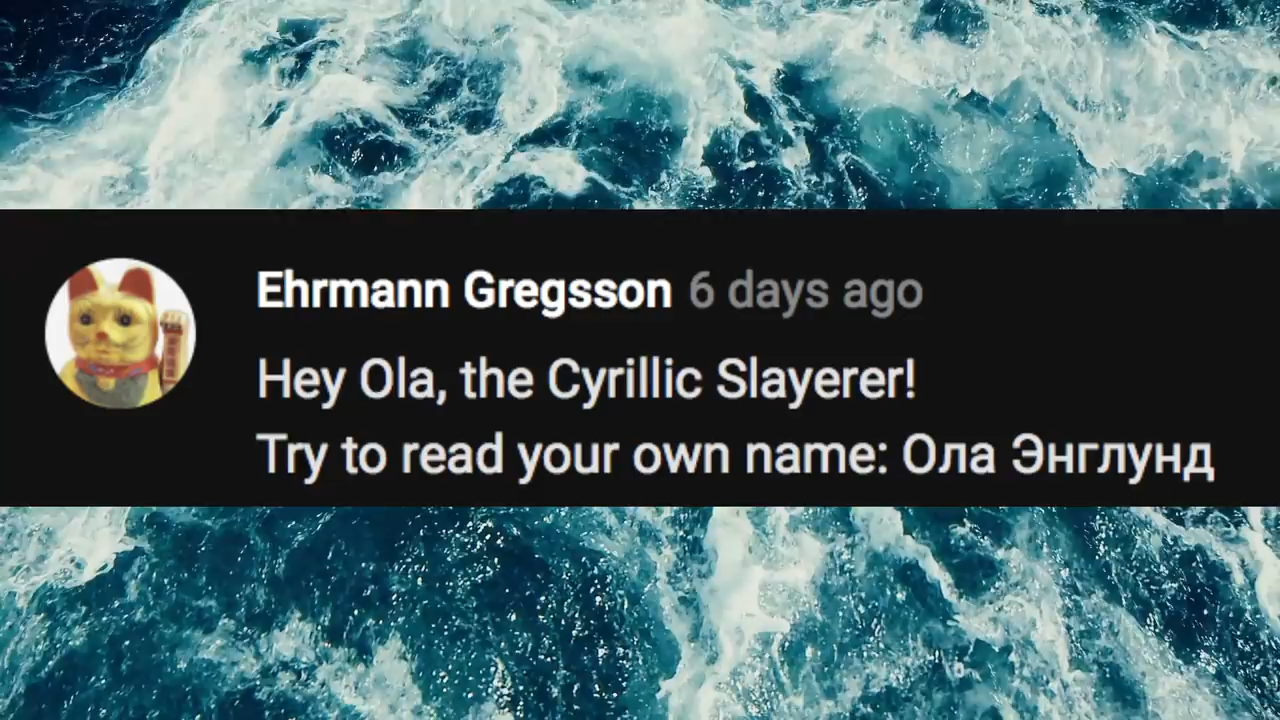 Ehrmann Gregsson 6 days ago
Hey Ola, the Cyrillic Slayerer!
Try to read your own name: Ола Энглунд